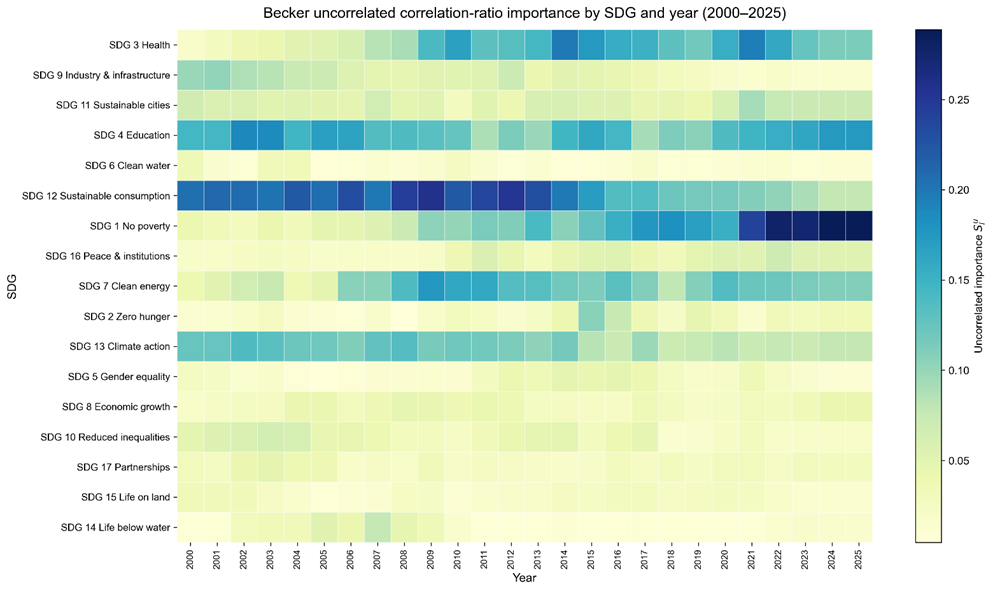 Becker uncorrelated correlation-ratio importance by SDG and year (2000–2025)
SDG
SDG 3 Health
SDG 9 Industry & infrastructure
SDG 11 Sustainable cities
SDG 4 Education
SDG 6 Clean water
SDG 12 Sustainable consumption
SDG 1 No poverty
SDG 16 Peace & institutions
SDG 7 Clean energy
SDG 2 Zero hunger
SDG 13 Climate action
SDG 5 Gender equality
SDG 8 Economic growth
SDG 10 Reduced inequalities
SDG 17 Partnerships
SDG 15 Life on land
SDG 14 Life below water
2000 2001 2002 2003 2004 2005 2006 2007 2008 2009 2010 2011 2012 2013 2014 2015 2016 2017 2018 2019 2020 2021 2022 2023 2024 2025
Year
0.25
0.20
0.15
0.10
0.05
Uncorrelated importance Sᵢᵘ